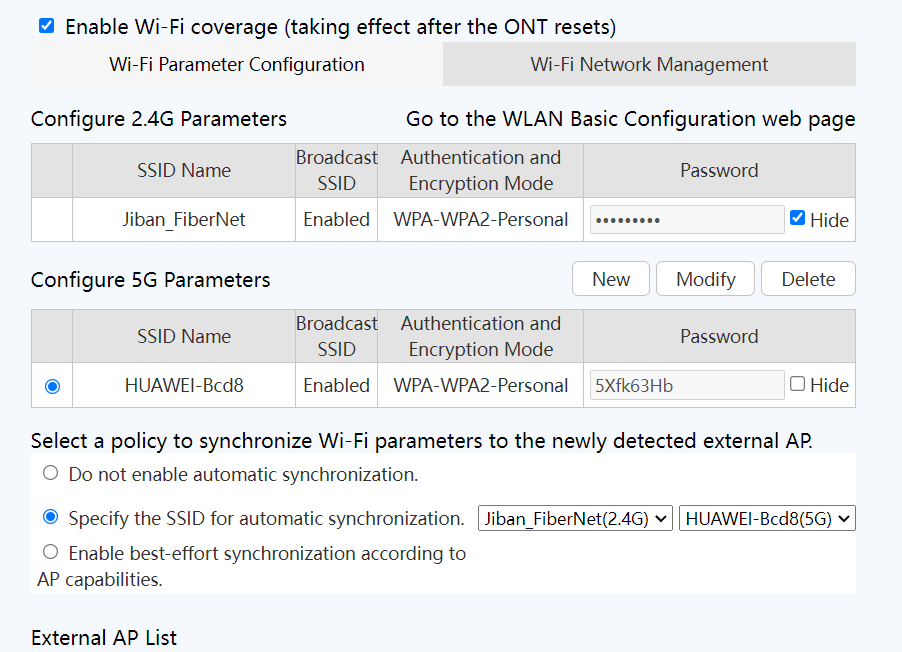 Enable Wi-Fi coverage (taking effect after the ONT resets)
Wi-Fi Parameter Configuration Wi-Fi Network Management
Configure 2.4G Parameters Go to the WLAN Basic Configuration web page
SSID Name Broadcast SSID Authentication and Encryption Mode Password
Jiban_FiberNet Enabled WPA-WPA2-Personal ••••••••• Hide
Configure 5G Parameters New Modify Delete
SSID Name Broadcast SSID Authentication and Encryption Mode Password
HUAWEI-Bcd8 Enabled WPA-WPA2-Personal 5Xfk63Hb Hide
Select a policy to synchronize Wi-Fi parameters to the newly detected external AP.
Do not enable automatic synchronization.
Specify the SSID for automatic synchronization. Jiban_FiberNet(2.4G) HUAWEI-Bcd8(5G)
Enable best-effort synchronization according to
AP capabilities.
External AP List